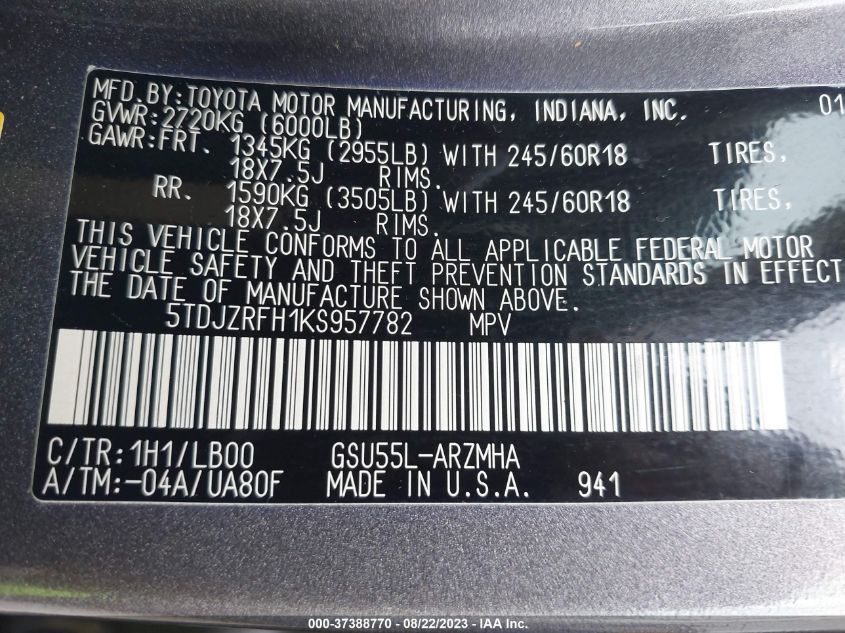 MFD.BY:TOYOTA MOTOR MANUFACTURING, INDIANA, INC. 01
GVWR:2720KG (6000LB)
GAWR:FRT. 1345KG (2955LB) WITH 245/60R18 TIRES,
18X7.5J RIMS.
RR. 1590KG (3505LB) WITH 245/60R18 TIRES,
18X7.5J RIMS.
THIS VEHICLE CONFORMS TO ALL APPLICABLE FEDERAL MOTOR
VEHICLE SAFETY AND THEFT PREVENTION STANDARDS IN EFFECT
THE DATE OF MANUFACTURE SHOWN ABOVE.
5TDJZRFH1KS957782 MPV
C/TR:1H1/LB00 GSU55L-ARZMHA
A/TM:-04A/UA80F MADE IN U.S.A. 941
000-37388770 - 08/22/2023 - IAA Inc.